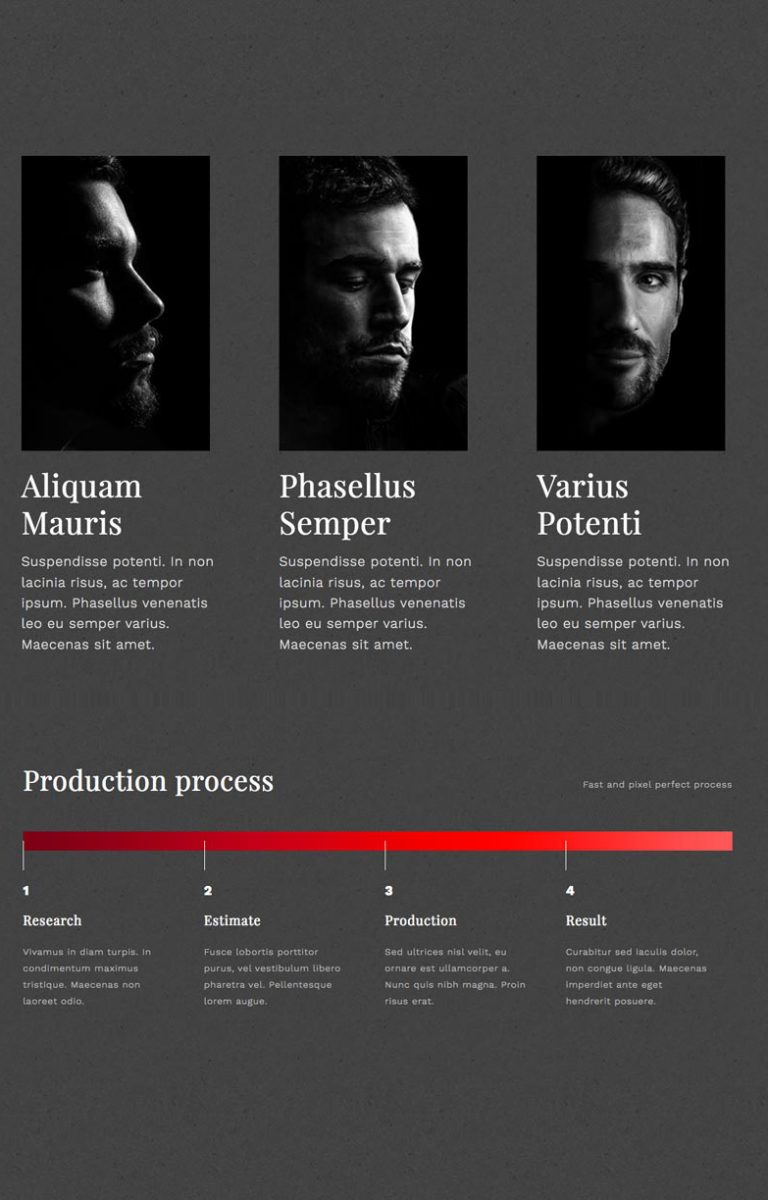 Aliquam
Mauris
Suspendisse potenti. In non
lacinia risus, ac tempor
ipsum. Phasellus venenatis
leo eu semper varius.
Maecenas sit amet.
Phasellus
Semper
Suspendisse potenti. In non
lacinia risus, ac tempor
ipsum. Phasellus venenatis
leo eu semper varius.
Maecenas sit amet.
Varius
Potenti
Suspendisse potenti. In non
lacinia risus, ac tempor
ipsum. Phasellus venenatis
leo eu semper varius.
Maecenas sit amet.
Production process
Fast and pixel perfect process
1
Research
Vivamus in diam turpis. In
condimentum maximus
tristique. Maecenas non
laoreet odio.
2
Estimate
Fusce lobortis porttitor
purus, vel vestibulum libero
pharetra vel. Pellentesque
lorem augue.
3
Production
Sed ultrices nisl velit, eu
ornare est ullamcorper a.
Nunc quis nibh magna. Proin
risus erat.
4
Result
Curabitur sed iaculis dolor,
non congue ligula. Maecenas
imperdiet ante eget
hendrerit posuere.